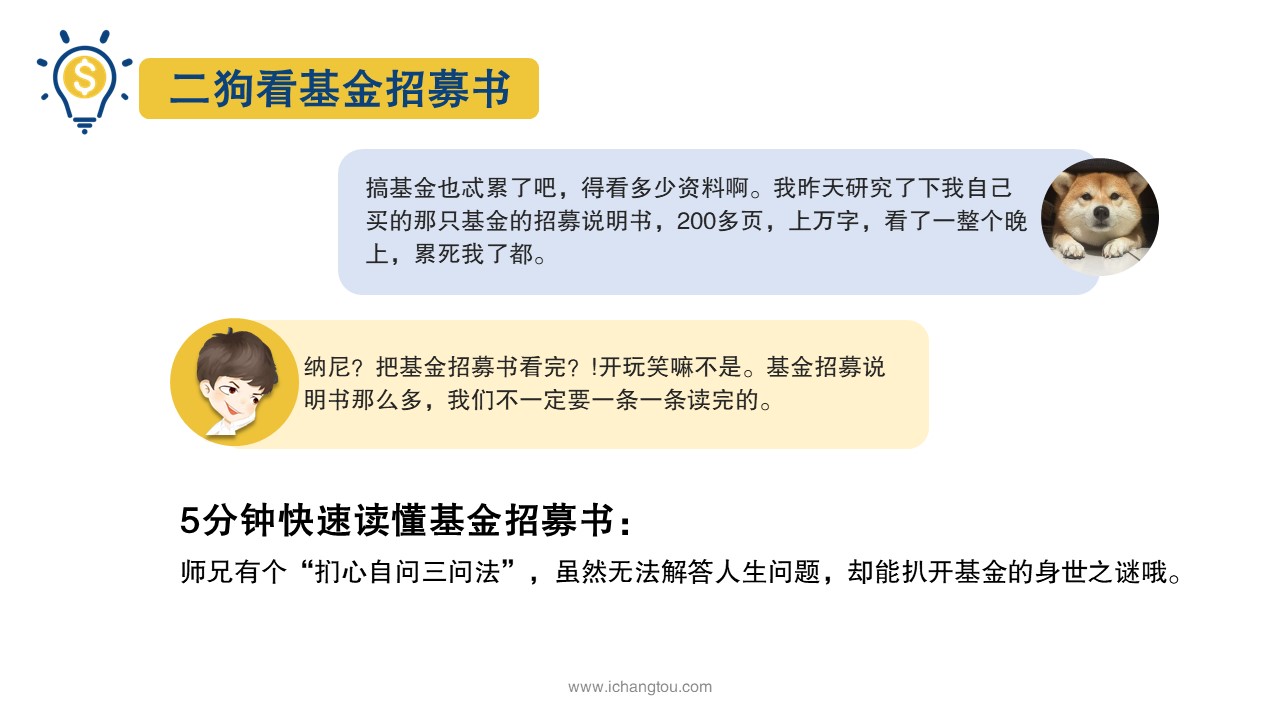 二狗看基金招募书
搞基金也忒累了吧，得看多少资料啊。我昨天研究了下我自己
买的那只基金的招募说明书，200多页，上万字，看了一整个晚
上，累死我了都。
纳尼？把基金招募书看完？!开玩笑嘛不是。基金招募说
明书那么多，我们不一定要一条一条读完的。
5分钟快速读懂基金招募书：
师兄有个“扪心自问三问法”，虽然无法解答人生问题，却能扒开基金的身世之谜哦。
www.ichangtou.com